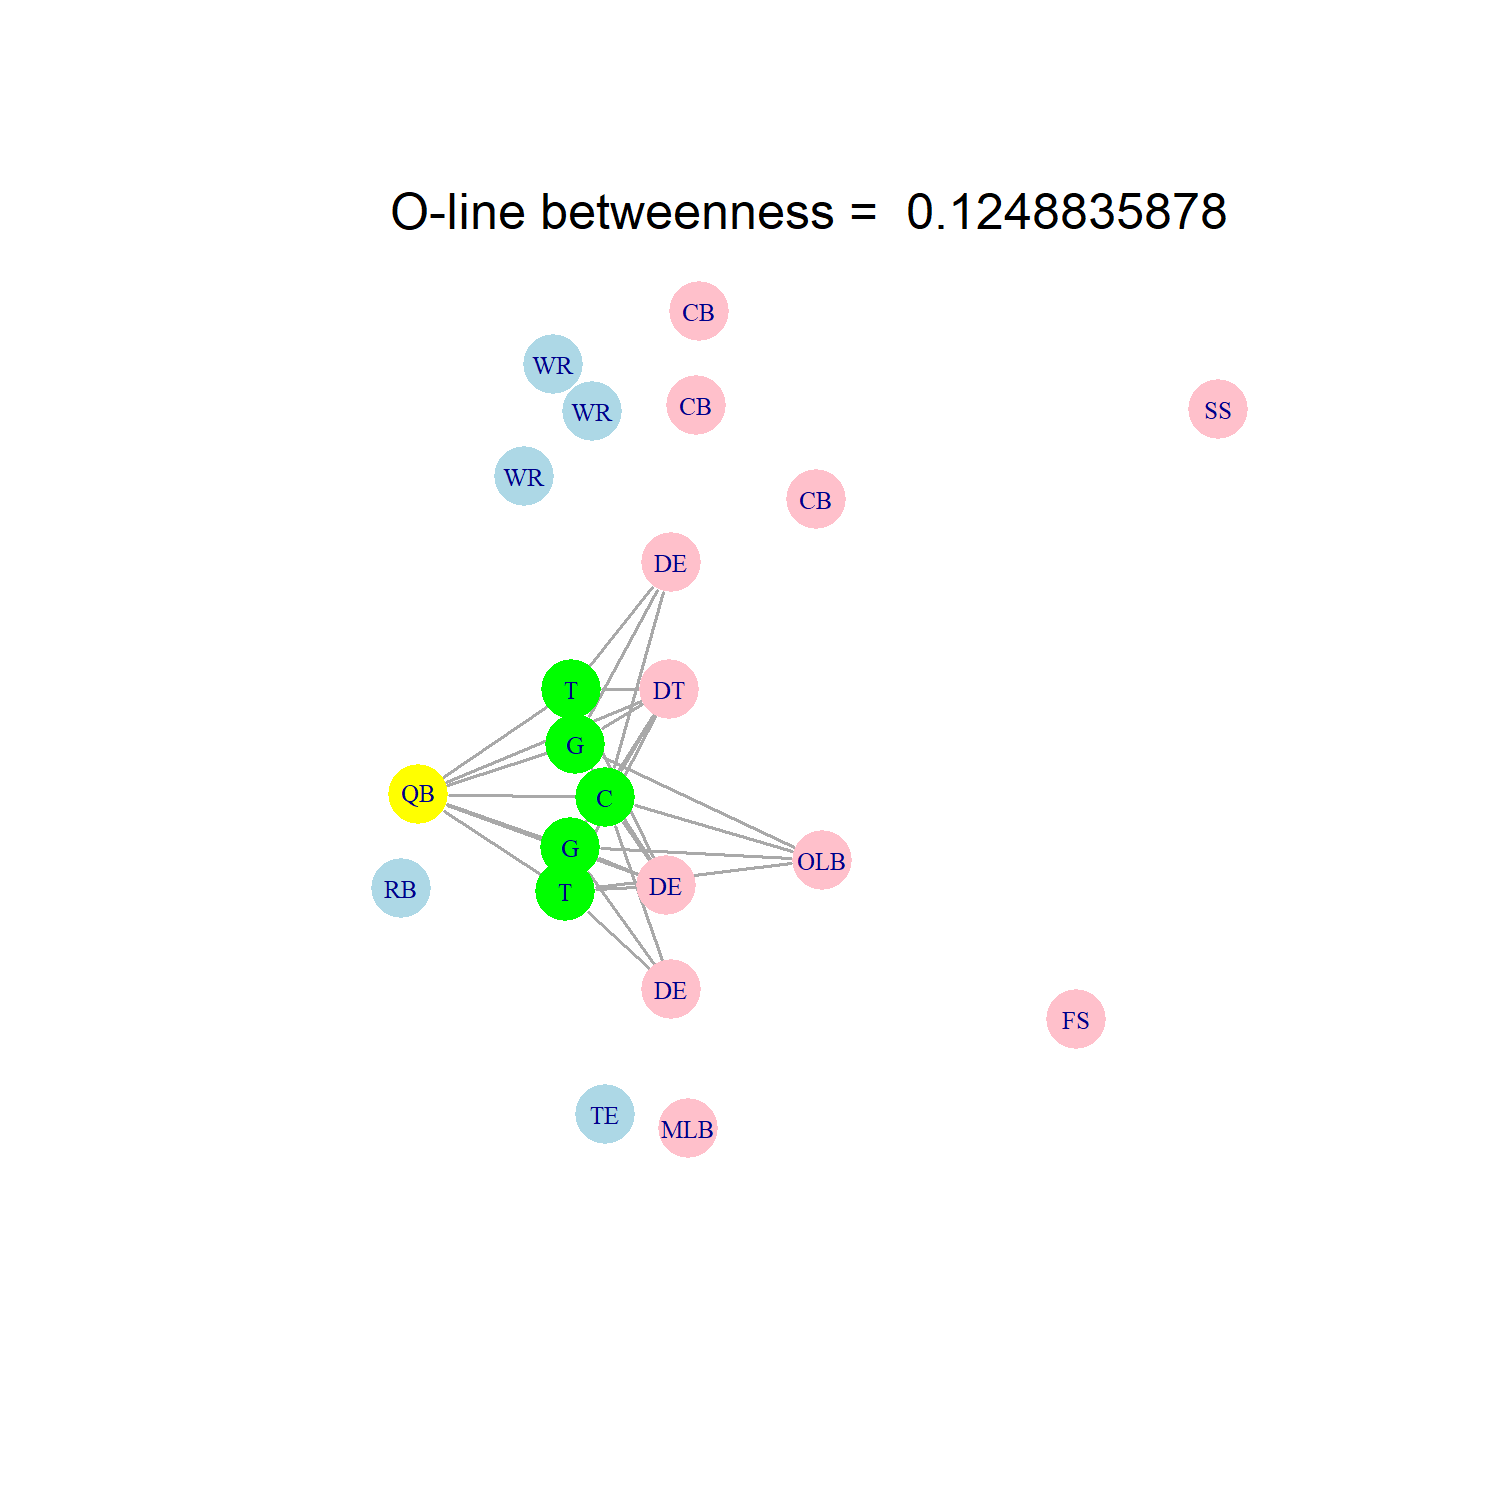 O-line betweenness =  0.1248835878
CB
WR
CB
SS
WR
WR
CB
DE
T
DT
G
QB
C
G
OLB
DE
RB
T
DE
FS
TE
MLB